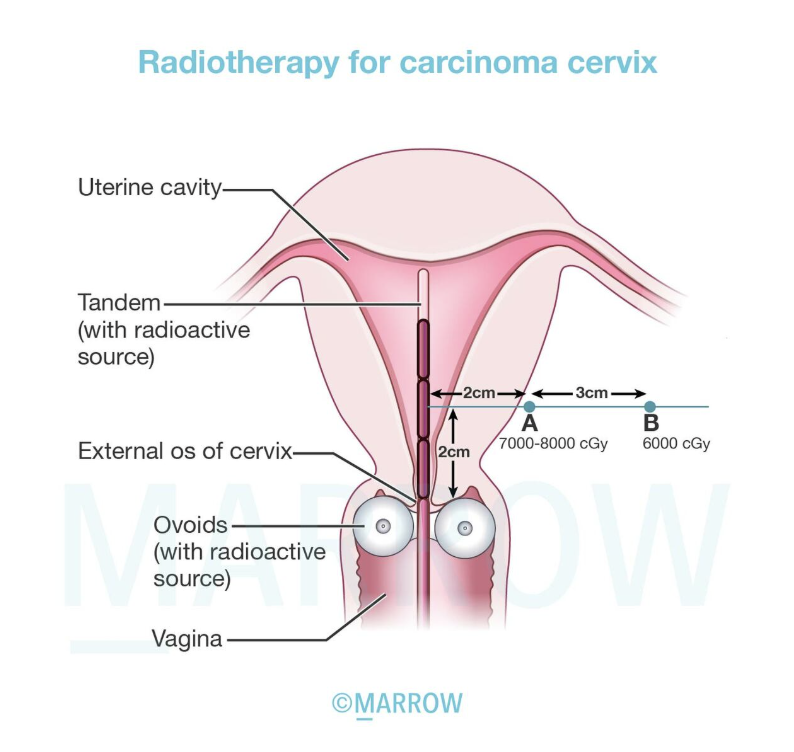 Radiotherapy for carcinoma cervix
Uterine cavity
Tandem
(with radioactive
source)
2cm
3cm
A
B
7000-8000 cGy
6000 cGy
External os of cervix
2cm
Ovoids
(with radioactive
source)
MARROW
Vagina
©MARROW